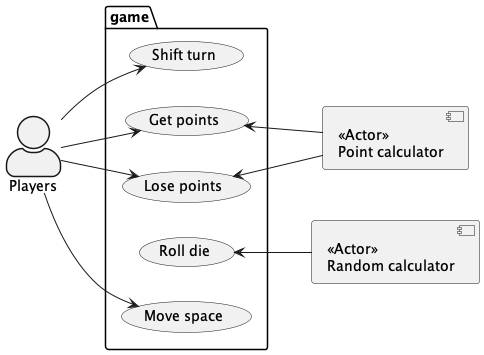 game
Shift turn
Get points
Lose points
Roll die
Move space
Players
«Actor»
Point calculator
«Actor»
Random calculator